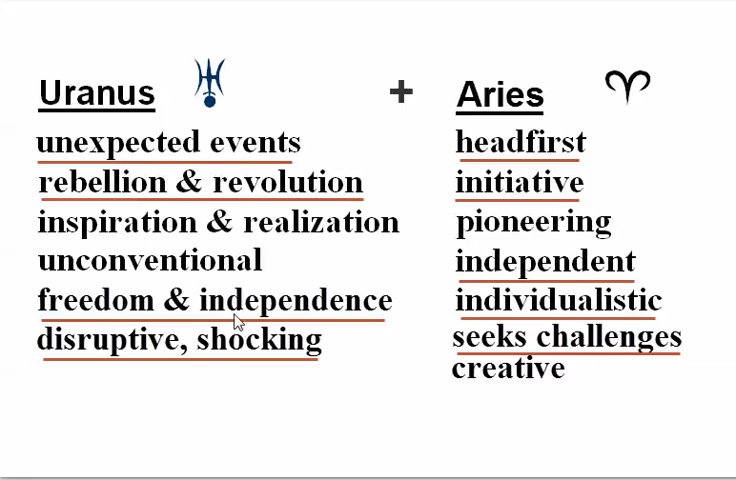 Uranus + Aries
unexpected events
rebellion & revolution
inspiration & realization
unconventional
freedom & independence
disruptive, shocking
headfirst
initiative
pioneering
independent
individualistic
seeks challenges
creative